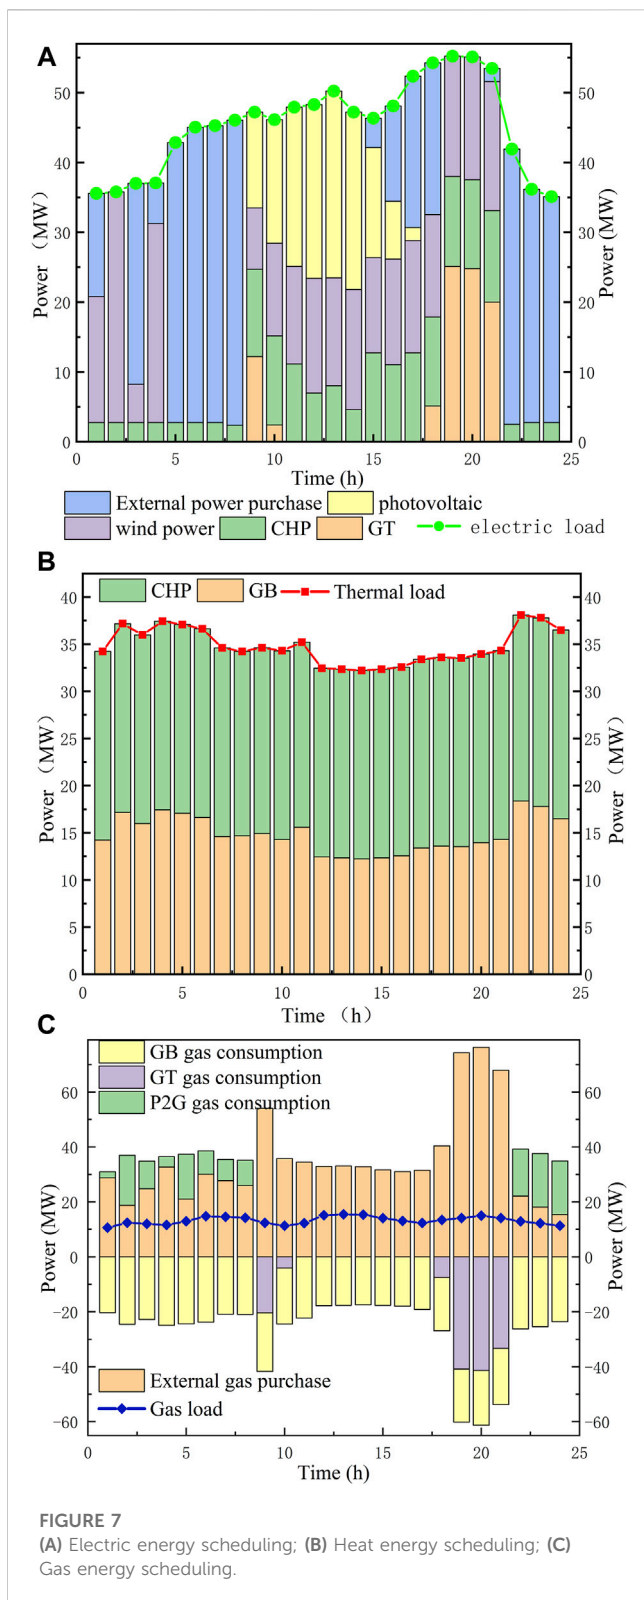 A
Power (MW)
50
40
30
20
10
0
50
40
30
20
10
0
Power (MW)
0 5 10 15 20 25
Time (h)
External power purchase photovoltaic
wind power CHP GT electric load
B
CHP GB Thermal load
Power (MW)
40
35
30
25
20
15
10
5
0
40
35
30
25
20
15
10
5
0
Power (MW)
0 5 10 15 20 25
Time (h)
C
GB gas consumption
GT gas consumption
P2G gas consumption
Power (MW)
60
40
20
0
-20
-40
-60
60
40
20
0
-20
-40
-60
Power (MW)
External gas purchase
Gas load
0 5 10 15 20 25
Time (h)
FIGURE 7
(A) Electric energy scheduling; (B) Heat energy scheduling; (C)
Gas energy scheduling.